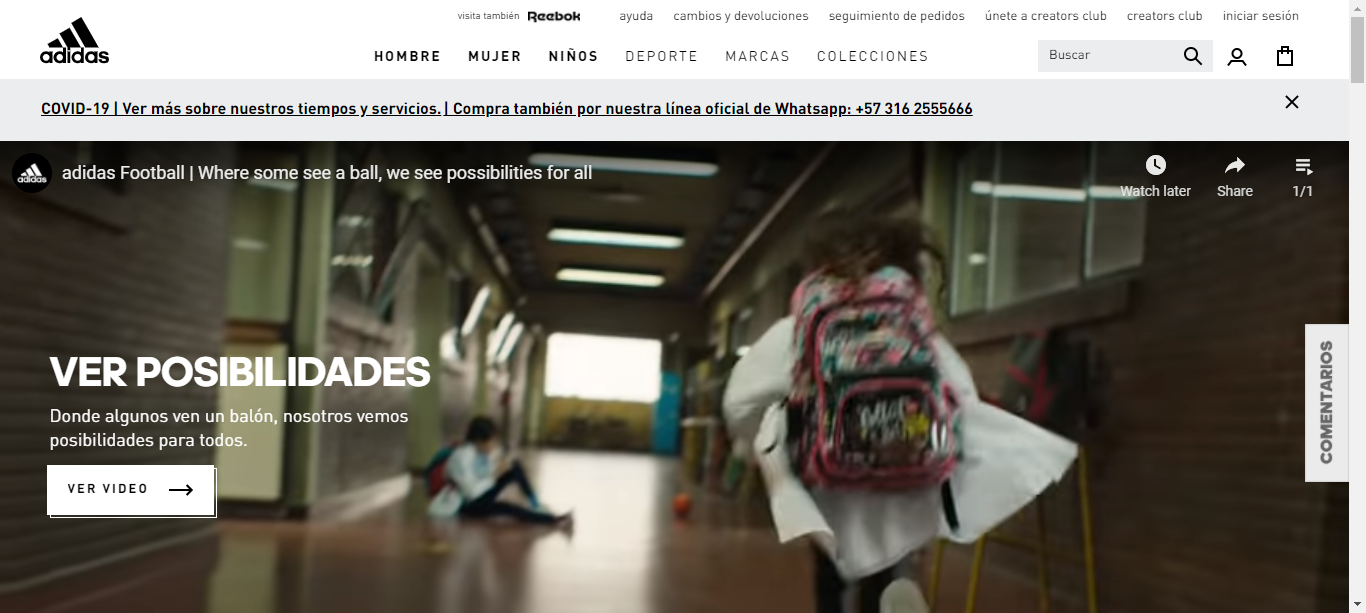 visita también Reebok ayuda cambios y devoluciones seguimiento de pedidos únete a creators club creators club iniciar sesión
adidas
HOMBRE MUJER NIÑOS DEPORTE MARCAS COLECCIONES Buscar
COVID-19 | Ver más sobre nuestros tiempos y servicios. | Compra también por nuestra línea oficial de Whatsapp: +57 316 2555666
adidas adidas Football | Where some see a ball, we see possibilities for all
Watch later Share 1/1
VER POSIBILIDADES
Donde algunos ven un balón, nosotros vemos
posibilidades para todos.
VER VIDEO
COMENTARIOS